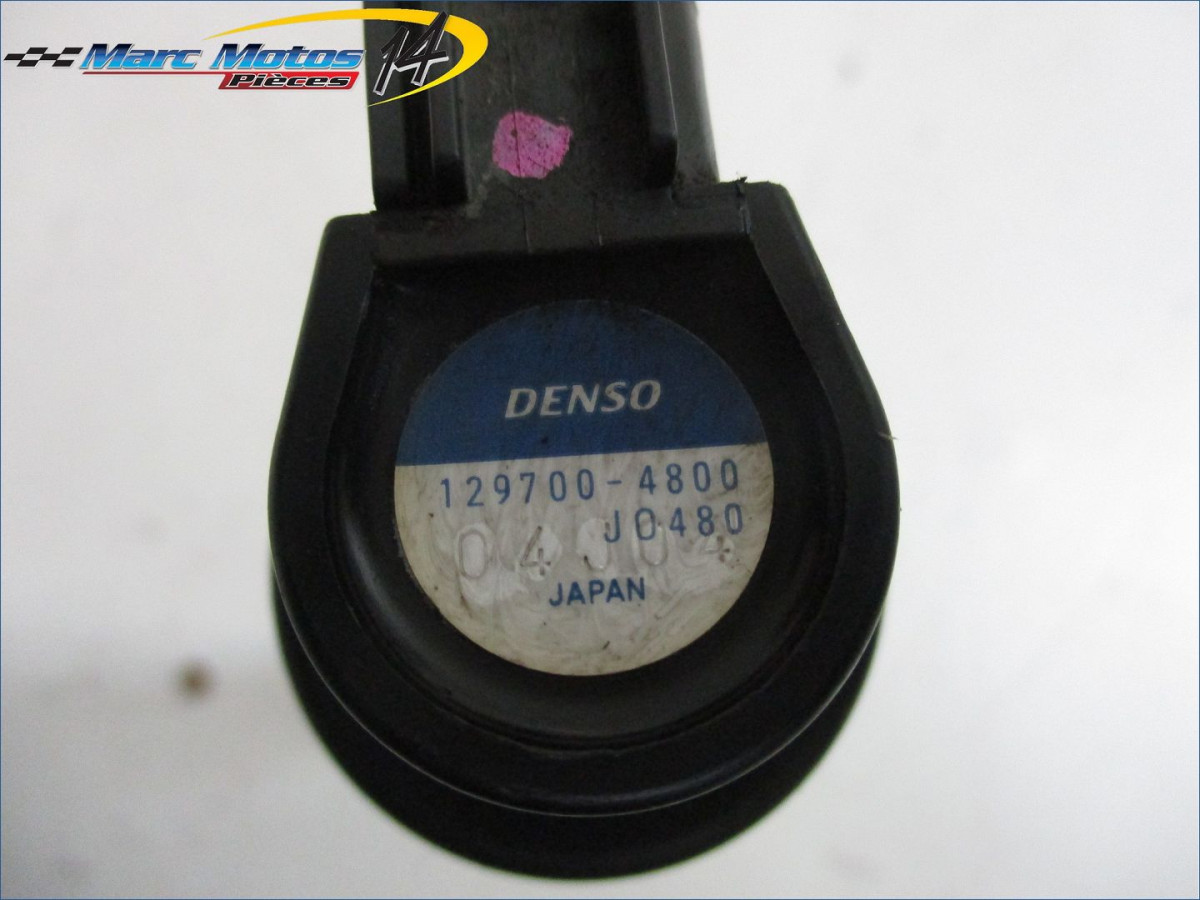 Marc Motos 14
Pièces
DENSO
129700-4800
J0480
JAPAN